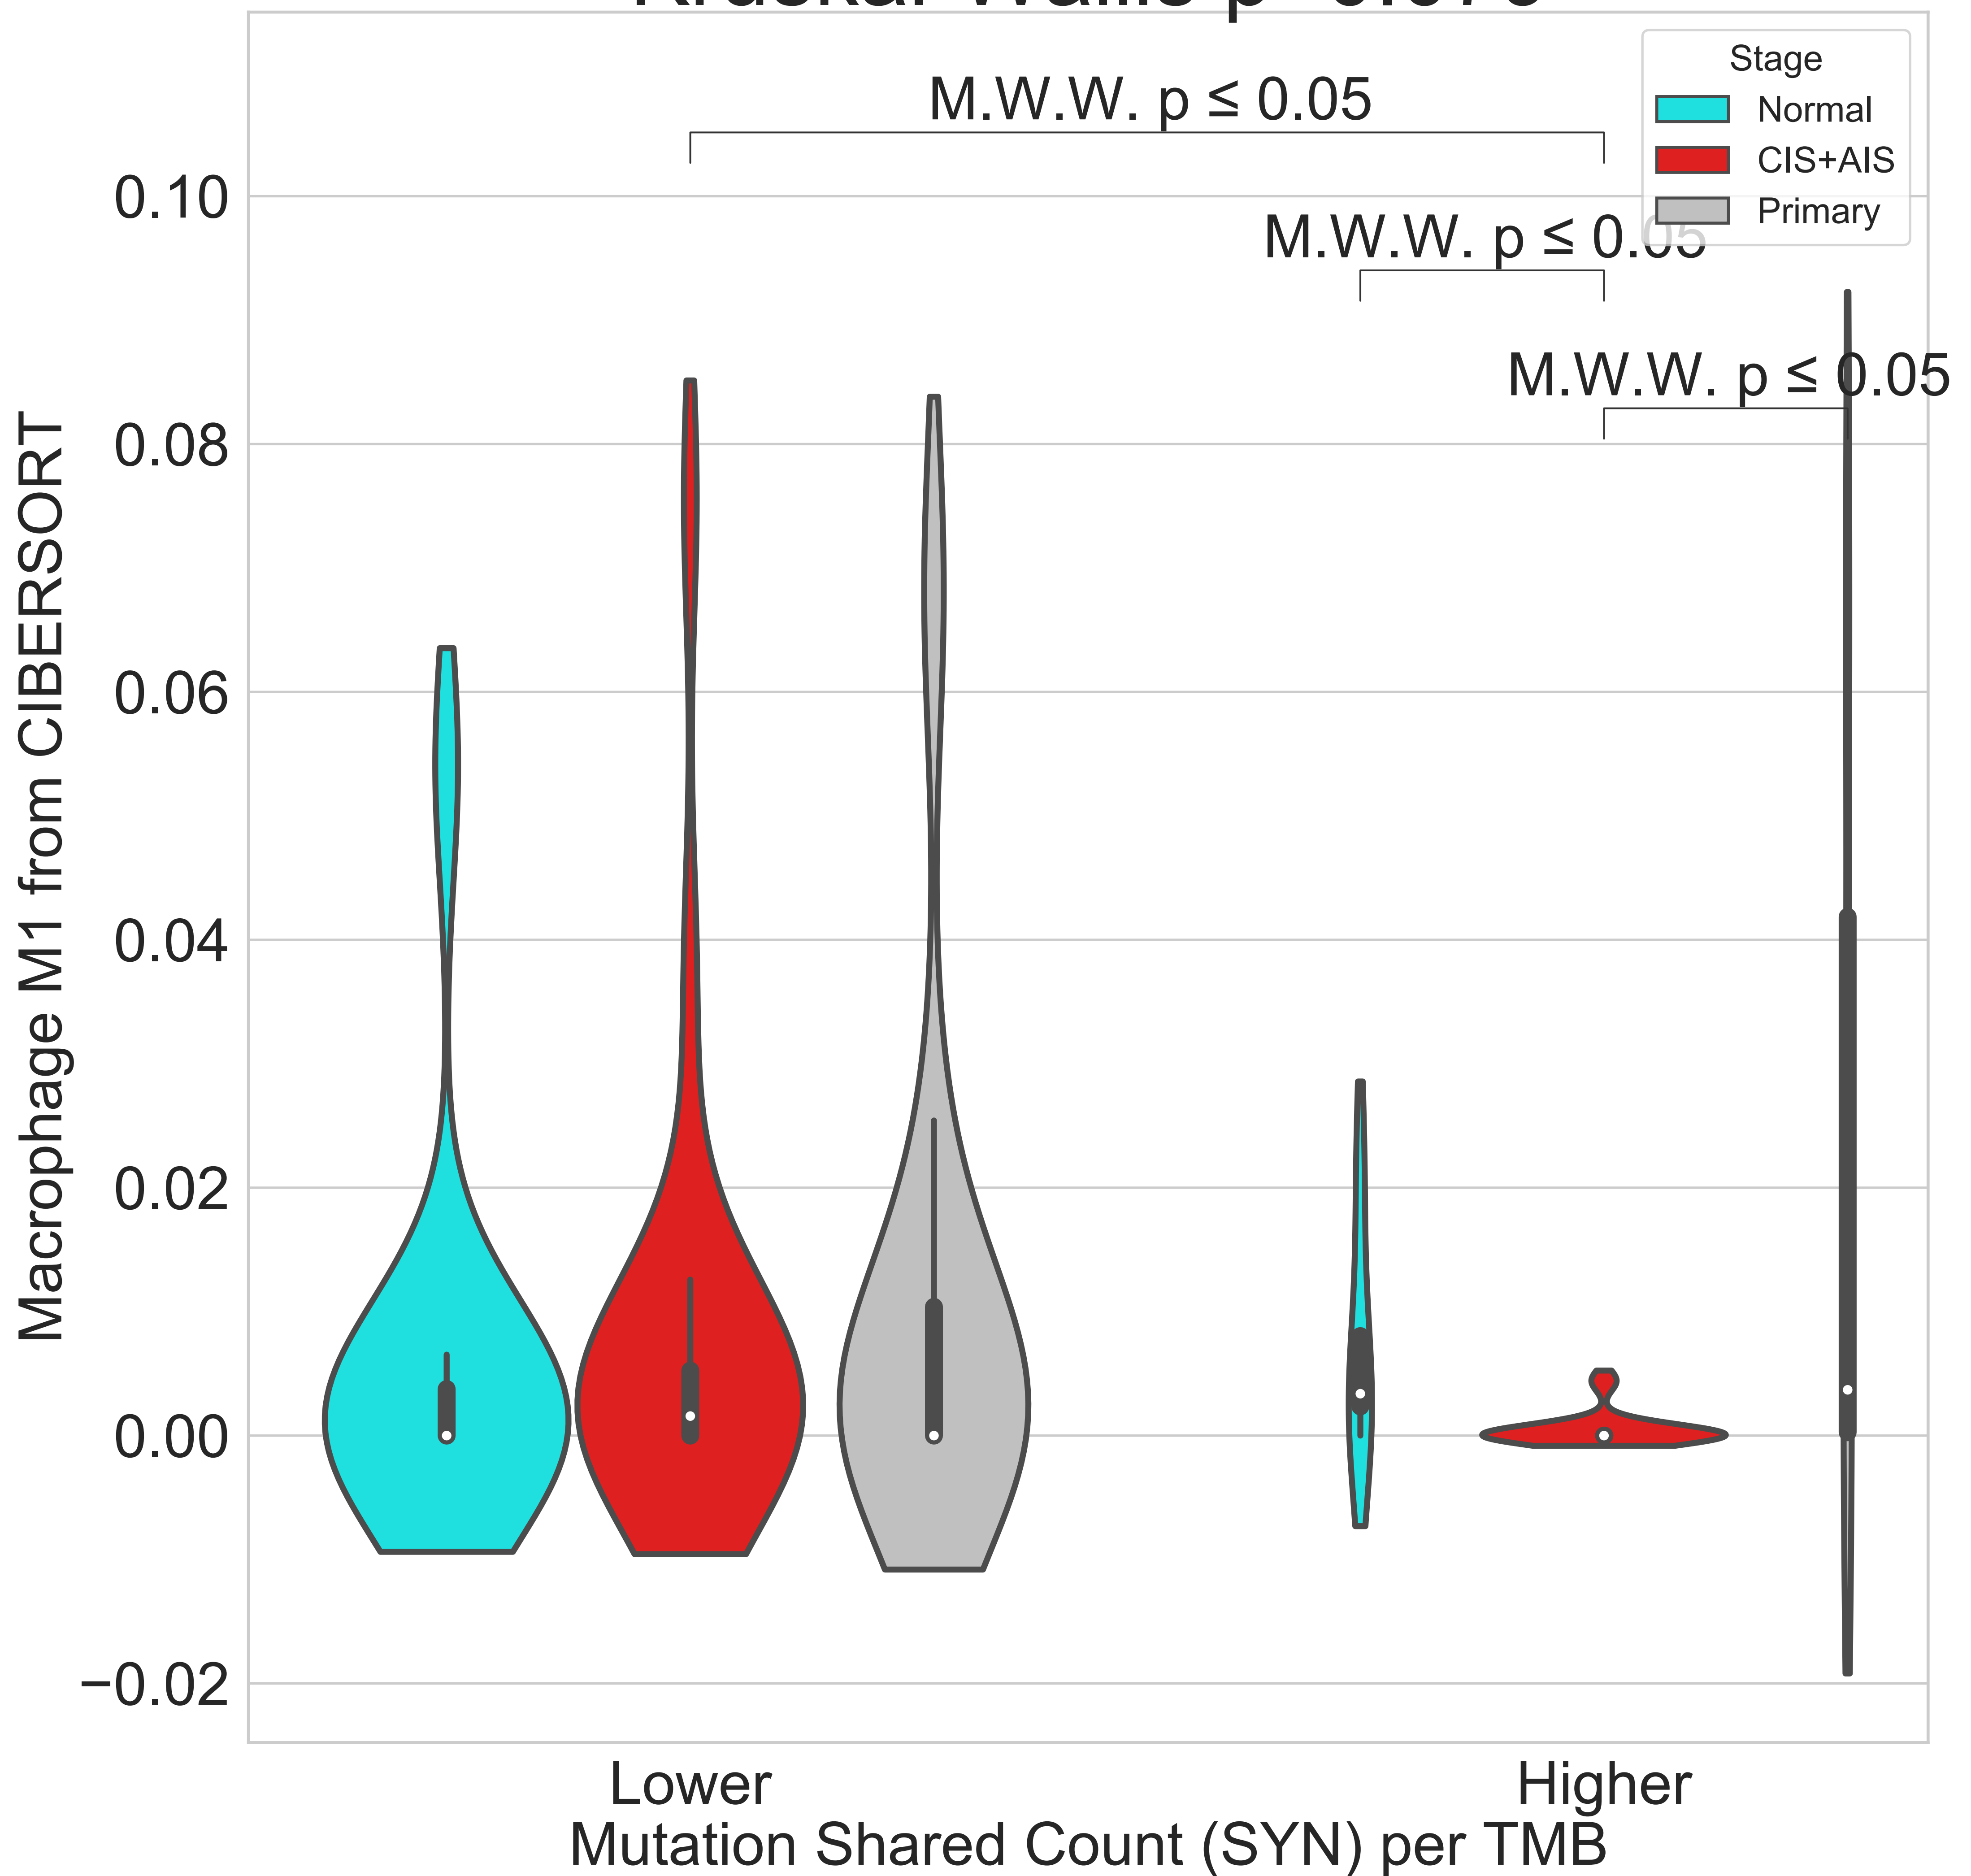 Stage
Normal
CIS+AIS
Primary
M.W.W. p ≤ 0.05
M.W.W. p ≤ 0.05
M.W.W. p ≤ 0.05
0.10
0.08
0.06
0.04
0.02
0.00
−0.02
Macrophage M1 from CIBERSORT
Lower
Higher
Mutation Shared Count (SYN) per TMB